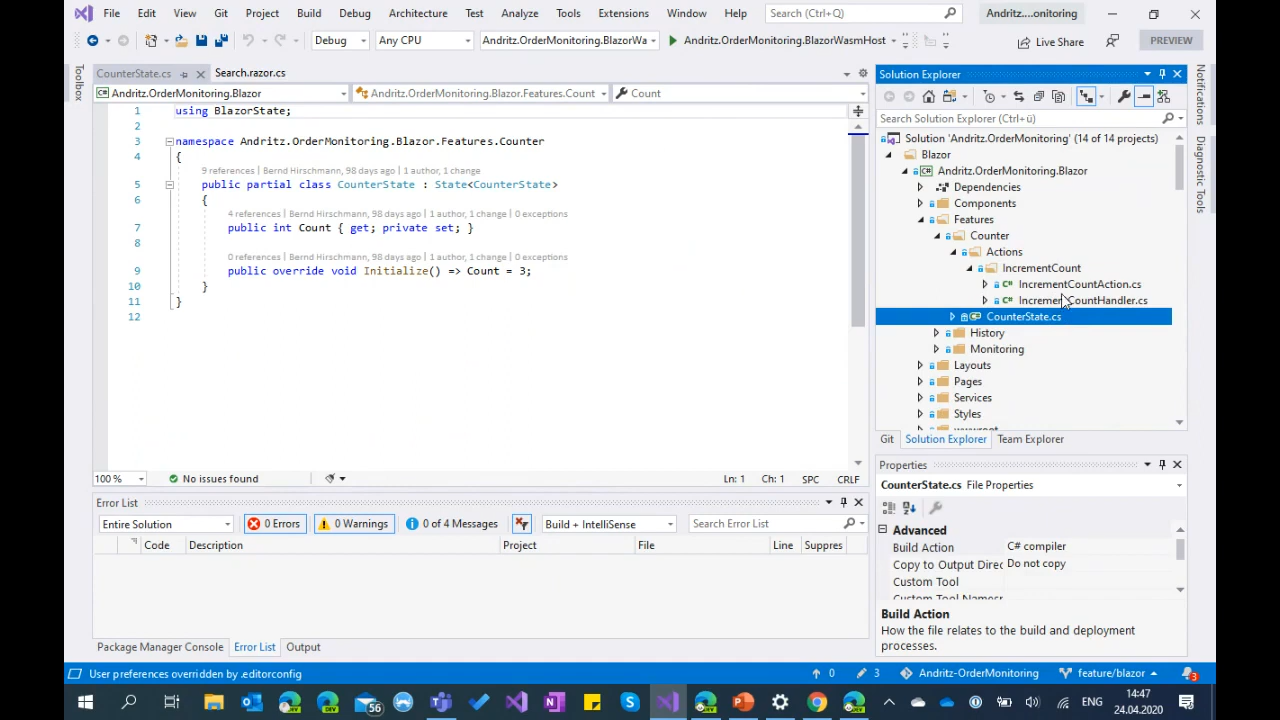 File Edit View Git Project Build Debug Architecture Test Analyze Tools Extensions Window Help Search (Ctrl+Q) Andritz....onitoring
Debug Any CPU Andritz.OrderMonitoring.BlazorWa Andritz.OrderMonitoring.BlazorWasmHost Live Share PREVIEW
Toolbox
CounterState.cs Search.razor.cs
Andritz.OrderMonitoring.Blazor Andritz.OrderMonitoring.Blazor.Features.Count Count
1 using BlazorState;
2
3 namespace Andritz.OrderMonitoring.Blazor.Features.Counter
4 {
9 references | Bernd Hirschmann, 98 days ago | 1 author, 1 change
5 public partial class CounterState : State<CounterState>
6 {
4 references | Bernd Hirschmann, 98 days ago | 1 author, 1 change | 0 exceptions
7 public int Count { get; private set; }
8
0 references | Bernd Hirschmann, 98 days ago | 1 author, 1 change | 0 exceptions
9 public override void Initialize() => Count = 3;
10 }
11 }
12
100 % No issues found Ln: 1 Ch: 1 SPC CRLF
Error List
Entire Solution 0 Errors 0 Warnings 0 of 4 Messages Build + IntelliSense Search Error List
Code Description Project File Line Suppres
Package Manager Console Error List Output
Solution Explorer
Search Solution Explorer (Ctrl+ü)
Solution 'Andritz.OrderMonitoring' (14 of 14 projects)
Blazor
Andritz.OrderMonitoring.Blazor
Dependencies
Components
Features
Counter
Actions
IncrementCount
IncrementCountAction.cs
CounterState.cs
History
Monitoring
Layouts
Pages
Services
Styles
Git Solution Explorer Team Explorer
Properties
CounterState.cs File Properties
Advanced
Build Action C# compiler
Copy to Output Direc Do not copy
Custom Tool
Build Action
How the file relates to the build and deployment
processes.
Notifications
Diagnostic Tools
User preferences overridden by .editorconfig 0 3 Andritz-OrderMonitoring feature/blazor 3
56 ENG 14:47
24.04.2020